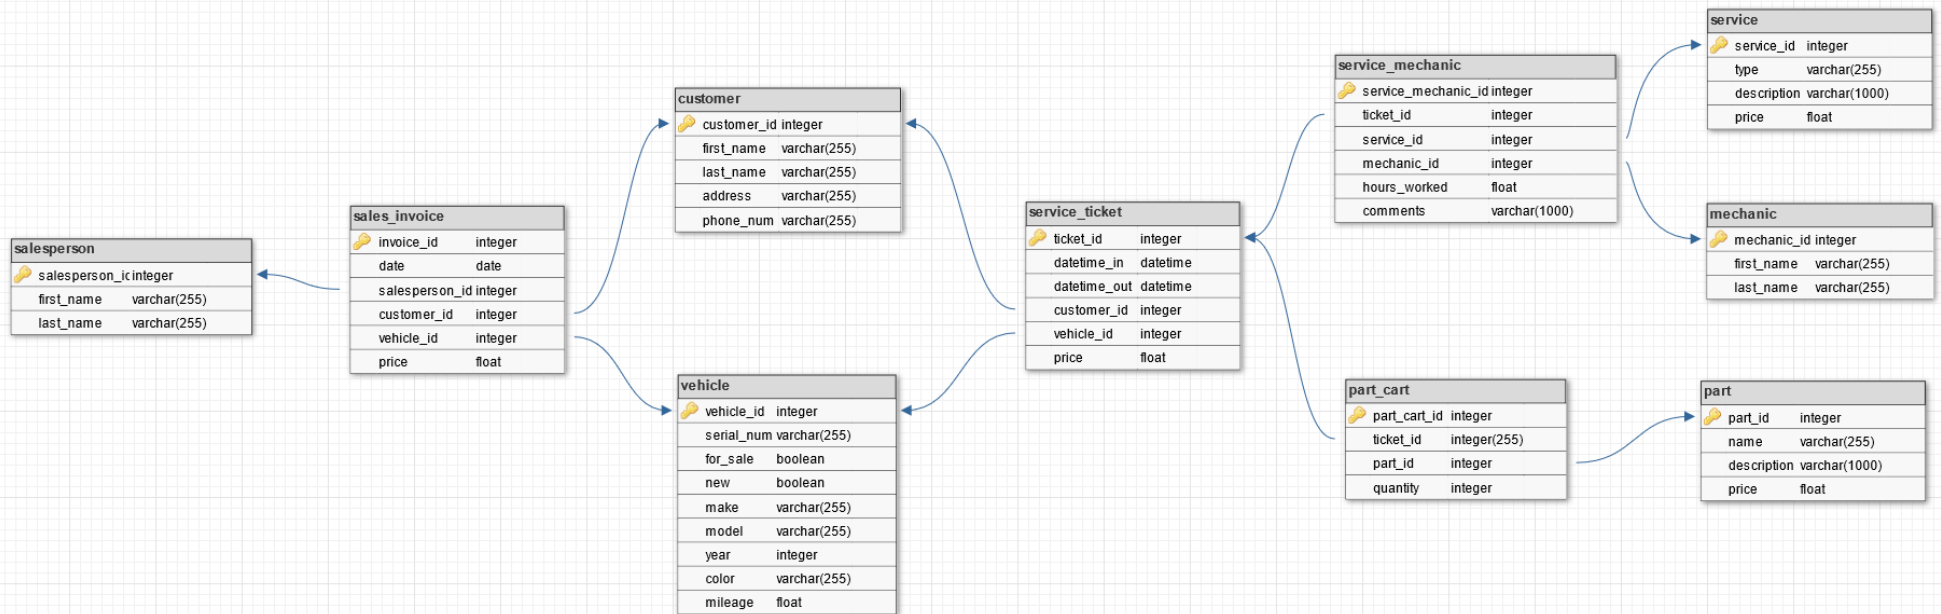 salesperson
salesperson_ic integer
first_name varchar(255)
last_name varchar(255)
sales_invoice
invoice_id integer
date date
salesperson_id integer
customer_id integer
vehicle_id integer
price float
customer
customer_id integer
first_name varchar(255)
last_name varchar(255)
address varchar(255)
phone_num varchar(255)
vehicle
vehicle_id integer
serial_num varchar(255)
for_sale boolean
new boolean
make varchar(255)
model varchar(255)
year integer
color varchar(255)
mileage float
service_ticket
ticket_id integer
datetime_in datetime
datetime_out datetime
customer_id integer
vehicle_id integer
price float
service_mechanic
service_mechanic_id integer
ticket_id integer
service_id integer
mechanic_id integer
hours_worked float
comments varchar(1000)
part_cart
part_cart_id integer
ticket_id integer(255)
part_id integer
quantity integer
service
service_id integer
type varchar(255)
description varchar(1000)
price float
mechanic
mechanic_id integer
first_name varchar(255)
last_name varchar(255)
part
part_id integer
name varchar(255)
description varchar(1000)
price float